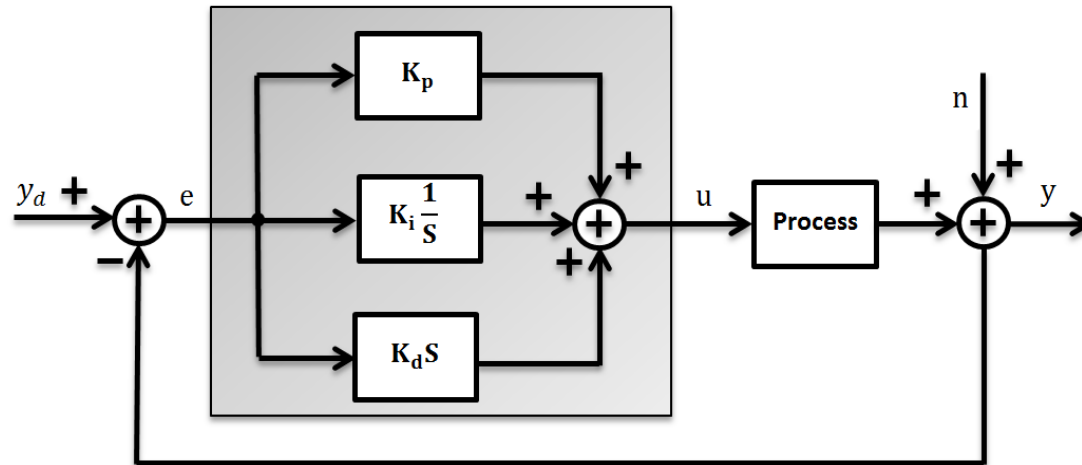 K_p
n
+
+
y_d
+
+
e
K_i 1/S
+
+
u
Process
+
+
y
−
+
K_d S